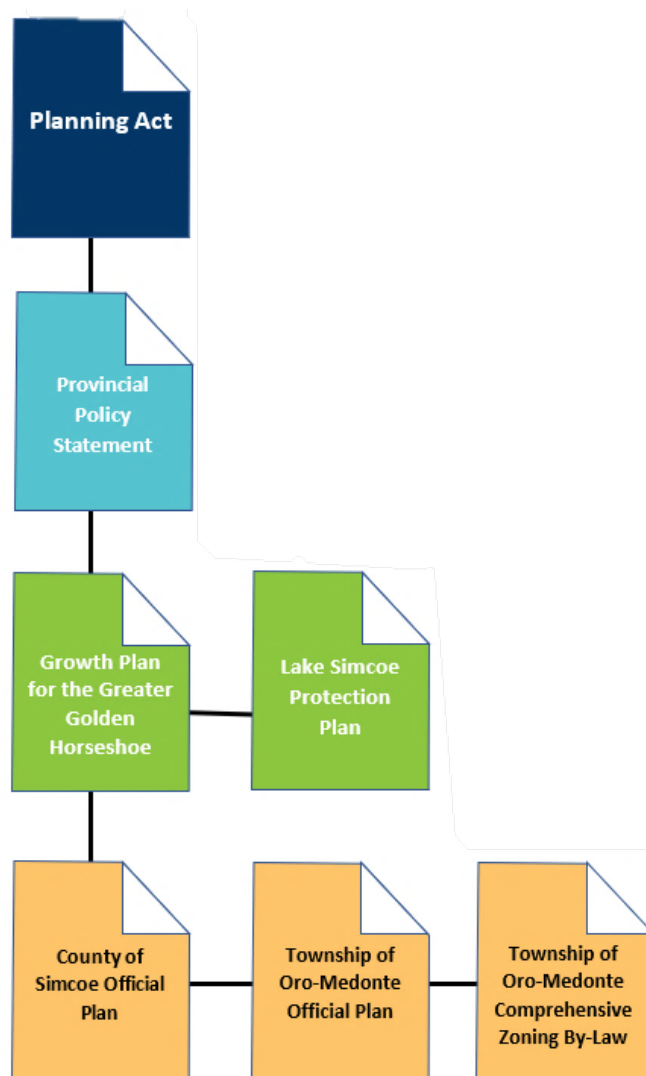 Planning Act
Provincial
Policy
Statement
Growth Plan
for the Greater
Golden
Horseshoe
Lake Simcoe
Protection
Plan
County of
Simcoe Official
Plan
Township of
Oro-Medonte
Official Plan
Township of
Oro-Medonte
Comprehensive
Zoning By-Law